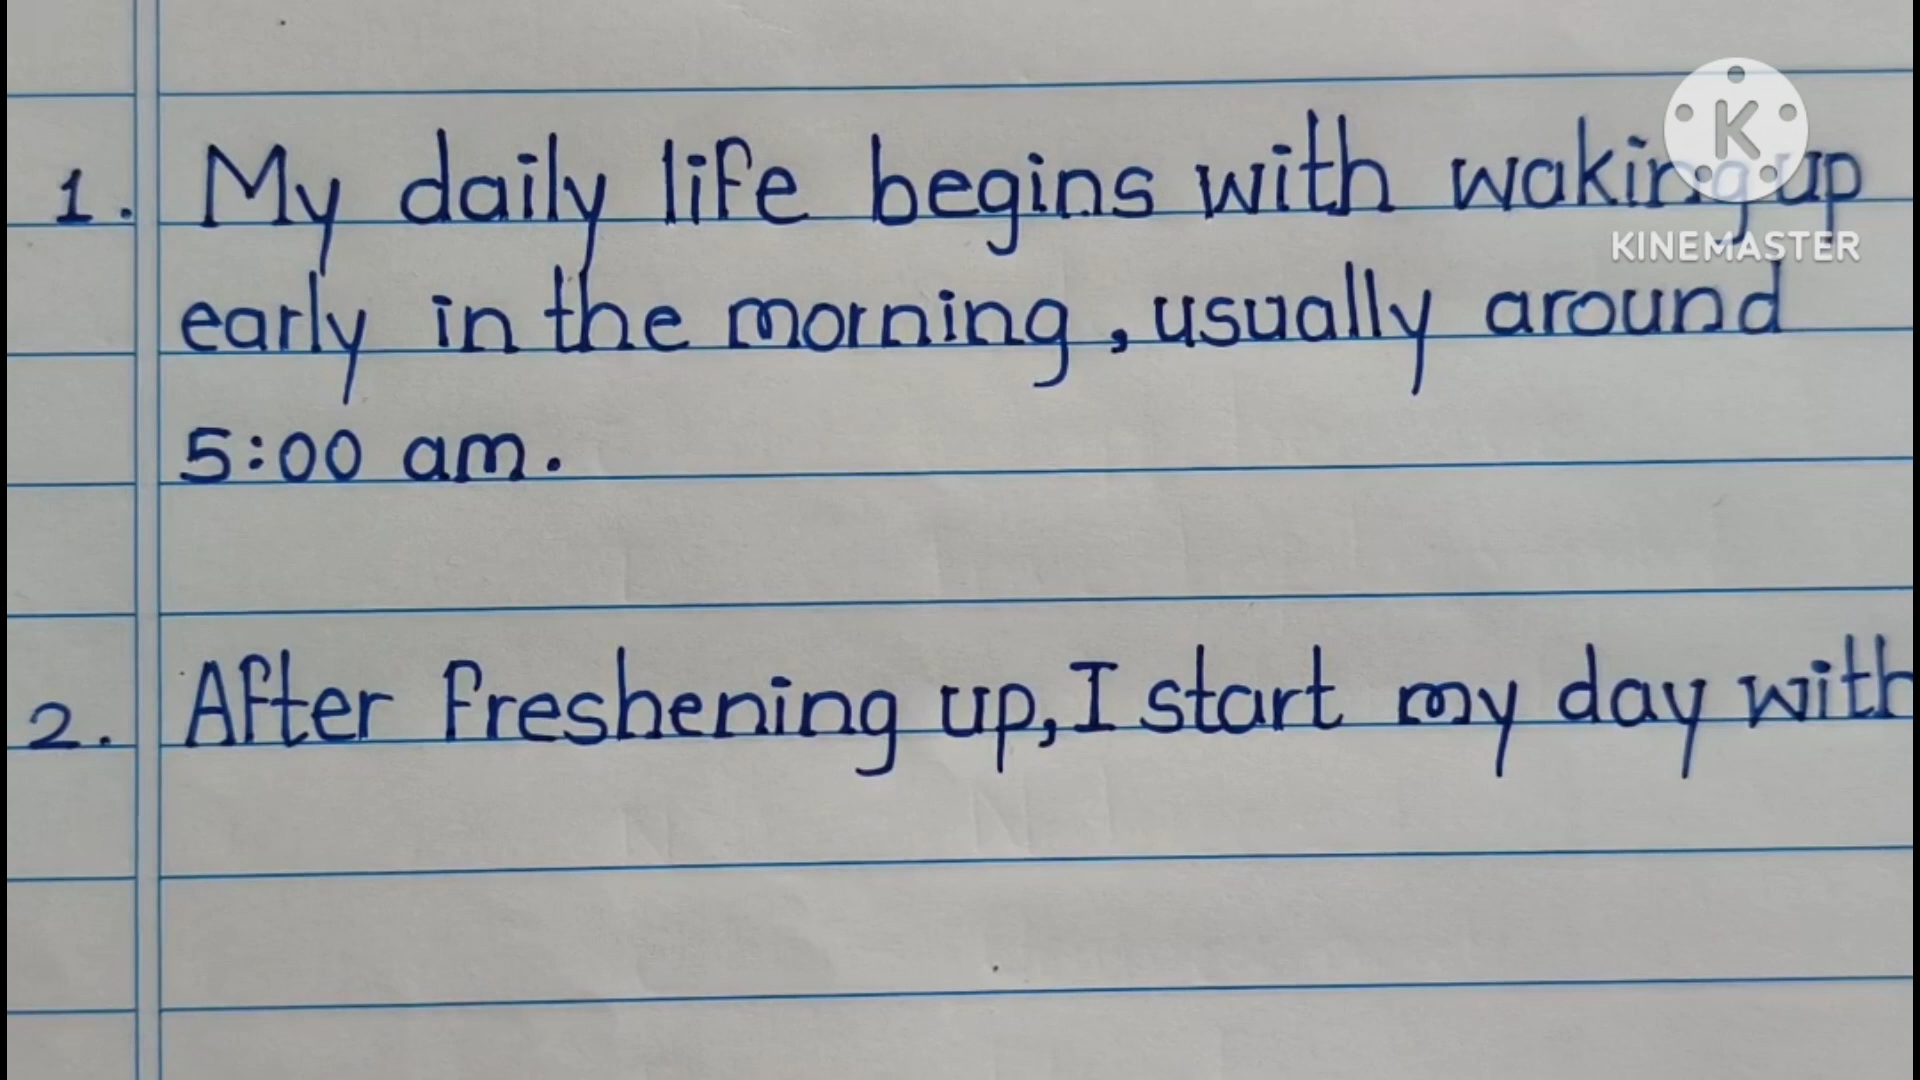 1. My daily life begins with waking up
early in the morning, usually around
5:00 am.
2. After freshening up, I start my day with
K
KINEMASTER